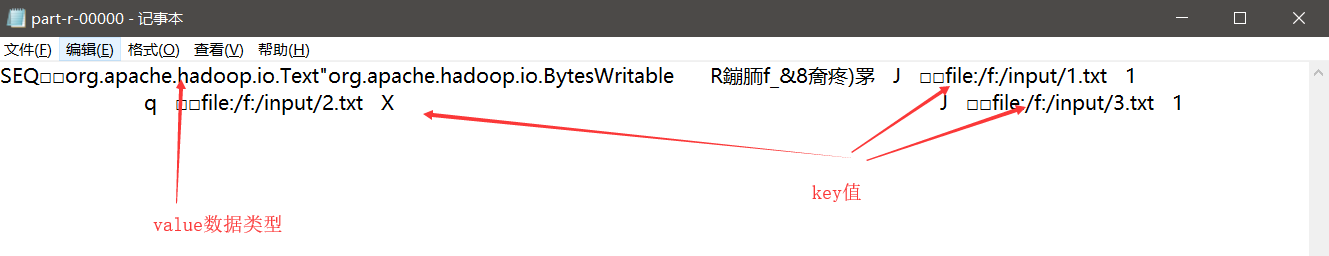 part-r-00000 - 记事本
文件(F) 编辑(E) 格式(O) 查看(V) 帮助(H)
SEQ□□org.apache.hadoop.io.Text"org.apache.hadoop.io.BytesWritable R鎺肺f_&8奝疼)罞 J □□file:/f:/input/1.txt 1
q □□file:/f:/input/2.txt X J □□file:/f:/input/3.txt 1
key值
value数据类型